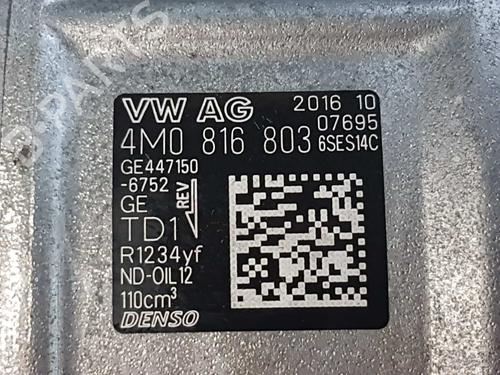 VW AG 2016 10
07695
4M0 816 803 6SES14C
GE447150
-6752
GE
REV
TD1
R1234yf
ND-OIL12
110cm³
DENSO